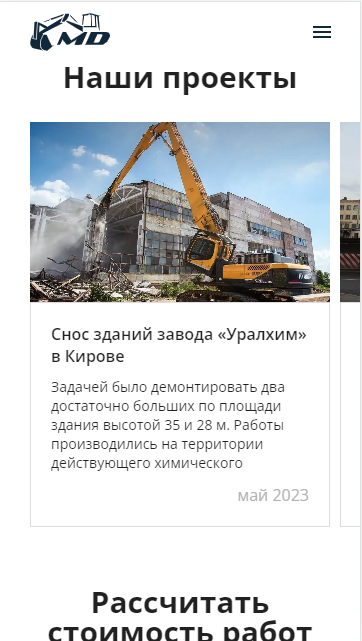 MD
Наши проекты
Снос зданий завода «Уралхим»
в Кирове
Задачей было демонтировать два
достаточно больших по площади
здания высотой 35 и 28 м. Работы
производились на территории
действующего химического
май 2023
Рассчитать
стоимость работ